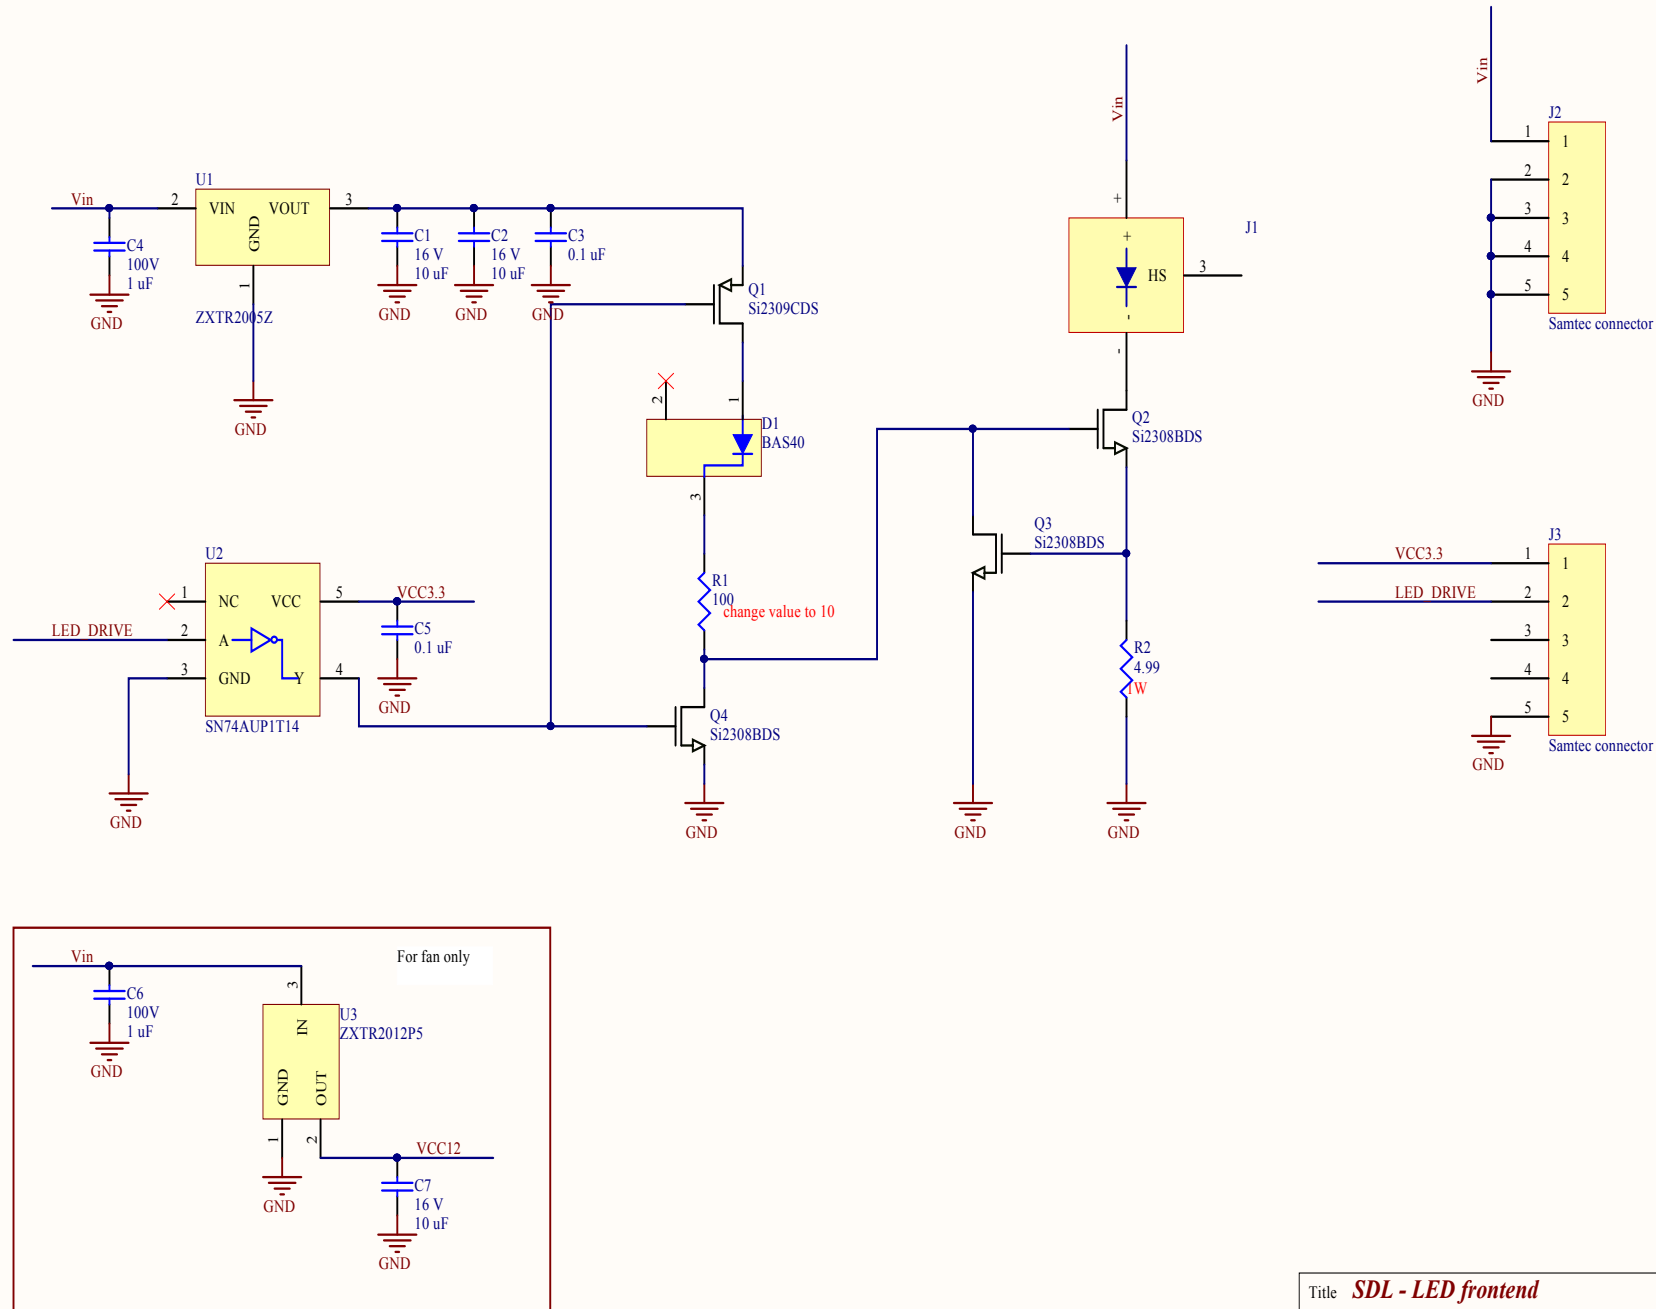 Vin
U1
2
VIN
VOUT
GND
3
1
ZXTR2005Z
GND
C4
100V
1 uF
GND
C1
16 V
10 uF
GND
C2
16 V
10 uF
GND
C3
0.1 uF
GND
Q1
Si2309CDS
2
1
D1
BAS40
3
R1
100
change value to 10
Q4
Si2308BDS
GND
U2
1
NC
VCC
5
VCC3.3
LED_DRIVE
2
A
3
GND
Y
4
SN74AUP1T14
GND
C5
0.1 uF
GND
Vin
+
+
J1
HS
3
-
-
Q2
Si2308BDS
Q3
Si2308BDS
R2
4.99
1W
GND
GND
Vin
J2
1
1
2
2
3
3
4
4
5
5
Samtec connector
GND
J3
VCC3.3
1
1
LED_DRIVE
2
2
3
3
4
4
5
5
Samtec connector
GND
For fan only
Vin
C6
100V
1 uF
GND
3
U3
ZXTR2012P5
IN
GND
OUT
1
2
GND
VCC12
C7
16 V
10 uF
GND
Title SDL - LED frontend